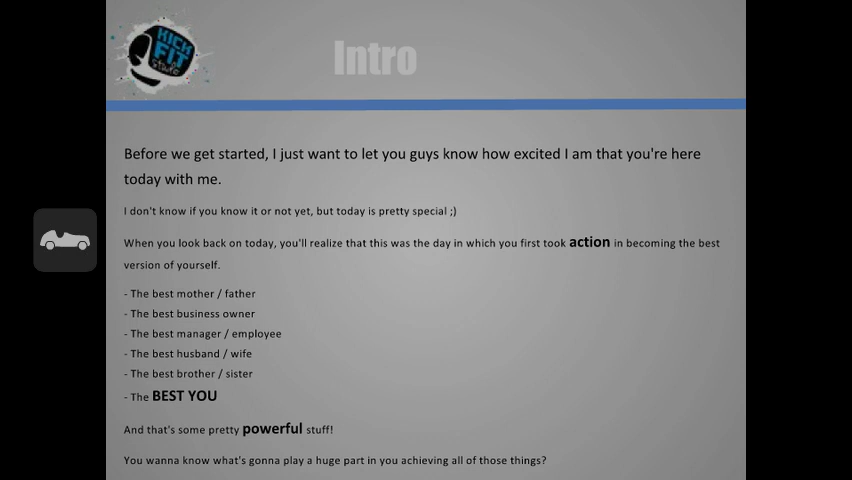 KICK
FIT
studio
Intro
Before we get started, I just want to let you guys know how excited I am that you're here
today with me.
I don't know if you know it or not yet, but today is pretty special ;)
When you look back on today, you'll realize that this was the day in which you first took action in becoming the best
version of yourself.
- The best mother / father
- The best business owner
- The best manager / employee
- The best husband / wife
- The best brother / sister
- The BEST YOU
And that's some pretty powerful stuff!
You wanna know what's gonna play a huge part in you achieving all of those things?